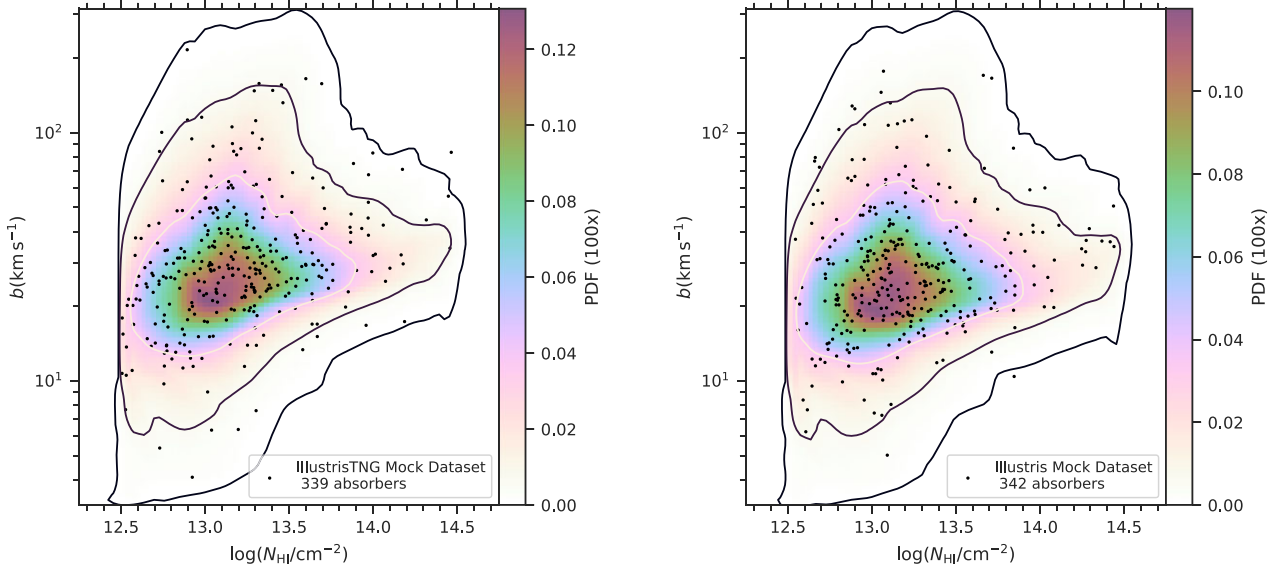 10²
10¹
b(km s⁻¹)
12.5 13.0 13.5 14.0 14.5
log(N_HI/cm⁻²)
IllustrisTNG Mock Dataset
339 absorbers
0.12
0.10
0.08
0.06
0.04
0.02
0.00
PDF (100x)
10²
10¹
b(km s⁻¹)
12.5 13.0 13.5 14.0 14.5
log(N_HI/cm⁻²)
Illustris Mock Dataset
342 absorbers
0.10
0.08
0.06
0.04
0.02
0.00
PDF (100x)